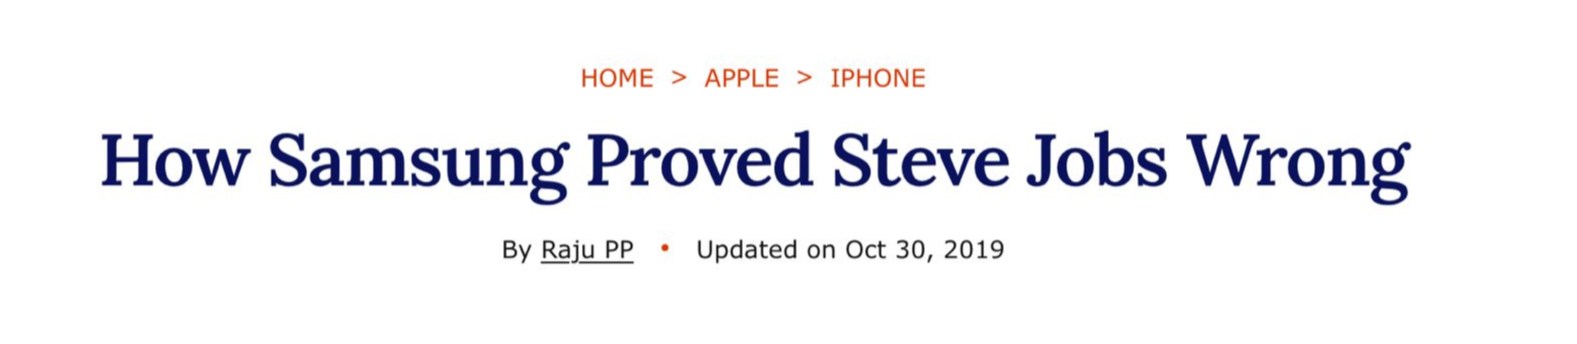 HOME > APPLE > IPHONE
How Samsung Proved Steve Jobs Wrong
By Raju PP • Updated on Oct 30, 2019